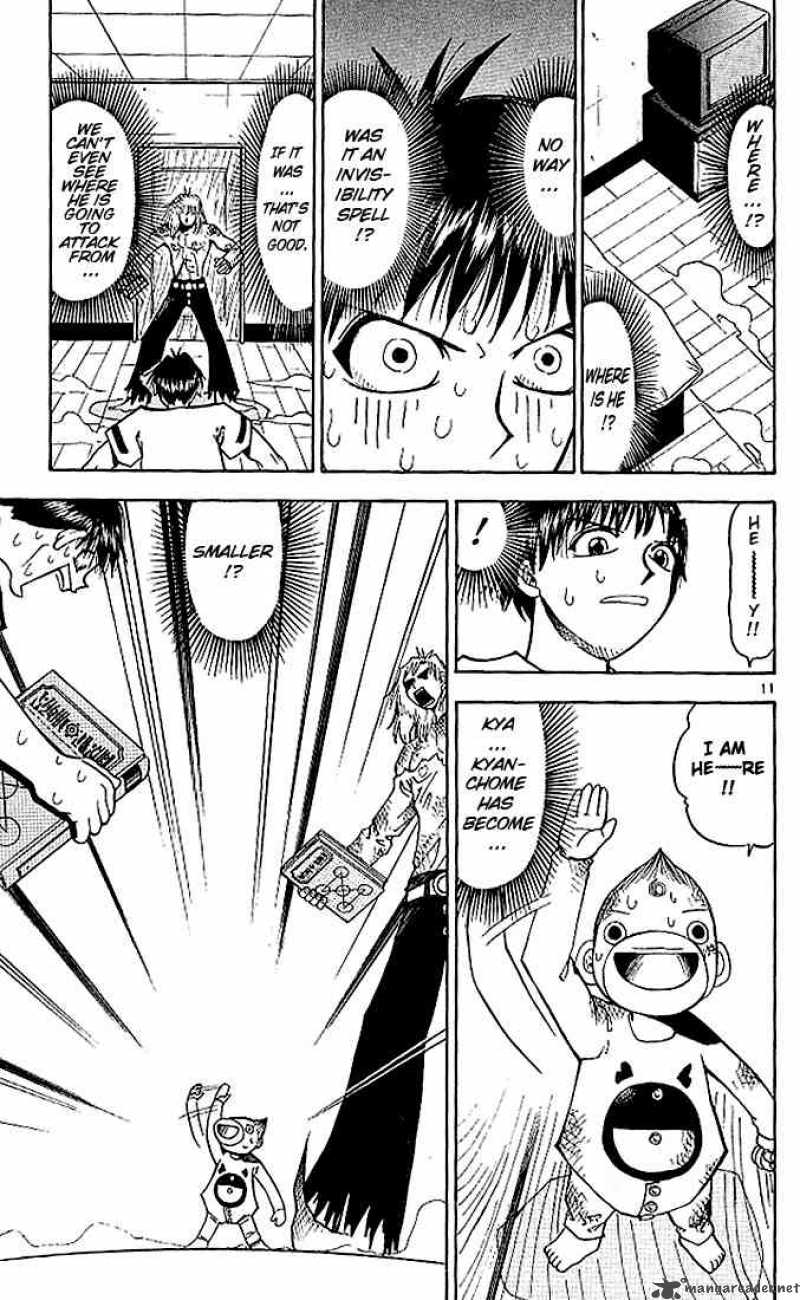 WHERE
...
!?
WHERE
IS HE
!?
NO
WAY
...
WAS
IT AN
INVIS-
IBILITY
SPELL
!?
IF IT
WAS
...
THAT'S
NOT
GOOD.
WE
CAN'T
EVEN
SEE
WHERE
HE IS
GOING
TO
ATTACK
FROM
...
HE
Y!!
!
11
I AM
HE—RE
!!
KYA
...
KYAN-
CHOME
HAS
BECOME
...
SMALLER
!?
mangareader.net